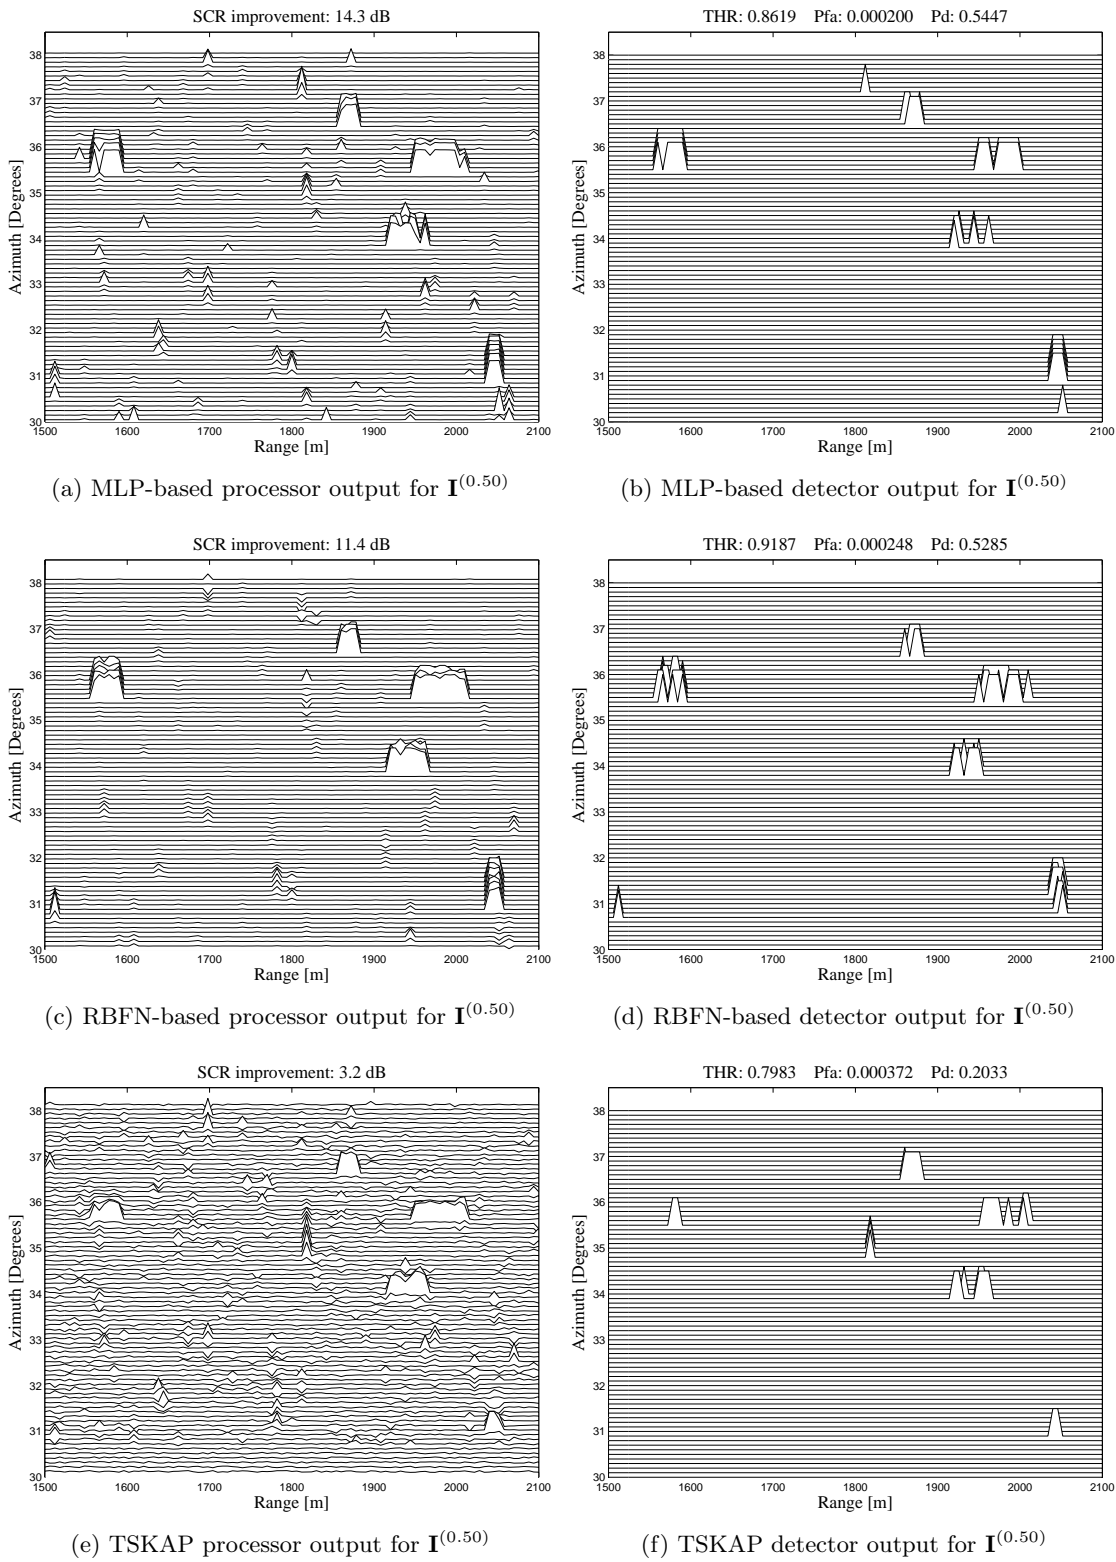 SCR improvement: 14.3 dB
Azimuth [Degrees]
38
37
36
35
34
33
32
31
30
1500 1600 1700 1800 1900 2000 2100
Range [m]
(a) MLP-based processor output for I^(0.50)
THR: 0.8619 Pfa: 0.000200 Pd: 0.5447
Azimuth [Degrees]
38
37
36
35
34
33
32
31
30
1500 1600 1700 1800 1900 2000 2100
Range [m]
(b) MLP-based detector output for I^(0.50)
SCR improvement: 11.4 dB
Azimuth [Degrees]
38
37
36
35
34
33
32
31
30
1500 1600 1700 1800 1900 2000 2100
Range [m]
(c) RBFN-based processor output for I^(0.50)
THR: 0.9187 Pfa: 0.000248 Pd: 0.5285
Azimuth [Degrees]
38
37
36
35
34
33
32
31
30
1500 1600 1700 1800 1900 2000 2100
Range [m]
(d) RBFN-based detector output for I^(0.50)
SCR improvement: 3.2 dB
Azimuth [Degrees]
38
37
36
35
34
33
32
31
30
1500 1600 1700 1800 1900 2000 2100
Range [m]
(e) TSKAP processor output for I^(0.50)
THR: 0.7983 Pfa: 0.000372 Pd: 0.2033
Azimuth [Degrees]
38
37
36
35
34
33
32
31
30
1500 1600 1700 1800 1900 2000 2100
Range [m]
(f) TSKAP detector output for I^(0.50)